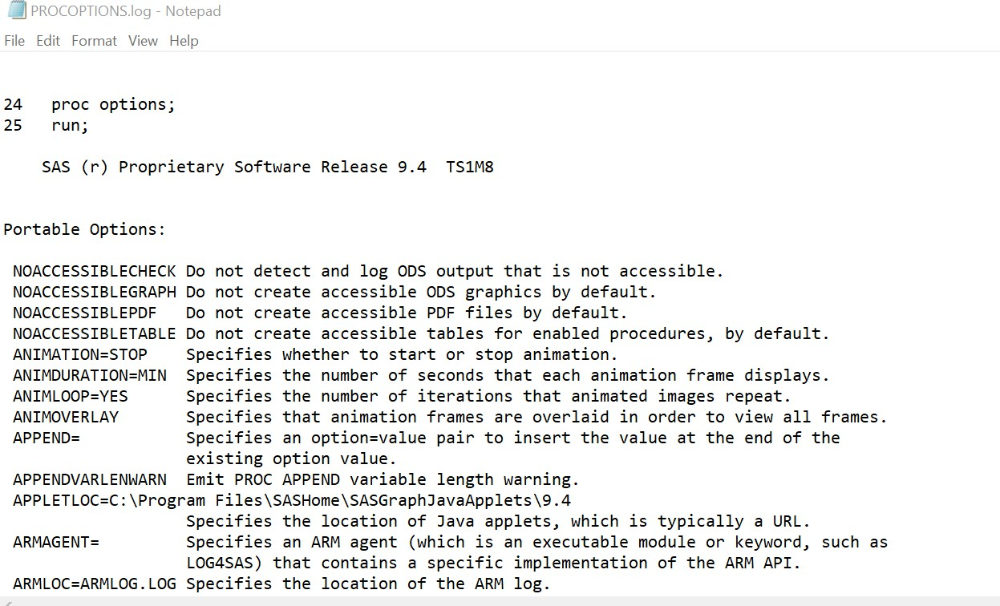 PROCOPTIONS.log - Notepad
File Edit Format View Help
24   proc options;
25   run;
SAS (r) Proprietary Software Release 9.4  TS1M8
Portable Options:
NOACCESSIBLECHECK Do not detect and log ODS output that is not accessible.
NOACCESSIBLEGRAPH Do not create accessible ODS graphics by default.
NOACCESSIBLEPDF   Do not create accessible PDF files by default.
NOACCESSIBLETABLE Do not create accessible tables for enabled procedures, by default.
ANIMATION=STOP    Specifies whether to start or stop animation.
ANIMDURATION=MIN  Specifies the number of seconds that each animation frame displays.
ANIMLOOP=YES      Specifies the number of iterations that animated images repeat.
ANIMOVERLAY       Specifies that animation frames are overlaid in order to view all frames.
APPEND=           Specifies an option=value pair to insert the value at the end of the
existing option value.
APPENDVARLENWARN  Emit PROC APPEND variable length warning.
APPLETLOC=C:\Program Files\SASHome\SASGraphJavaApplets\9.4
Specifies the location of Java applets, which is typically a URL.
ARMAGENT=         Specifies an ARM agent (which is an executable module or keyword, such as
LOG4SAS) that contains a specific implementation of the ARM API.
ARMLOC=ARMLOG.LOG Specifies the location of the ARM log.